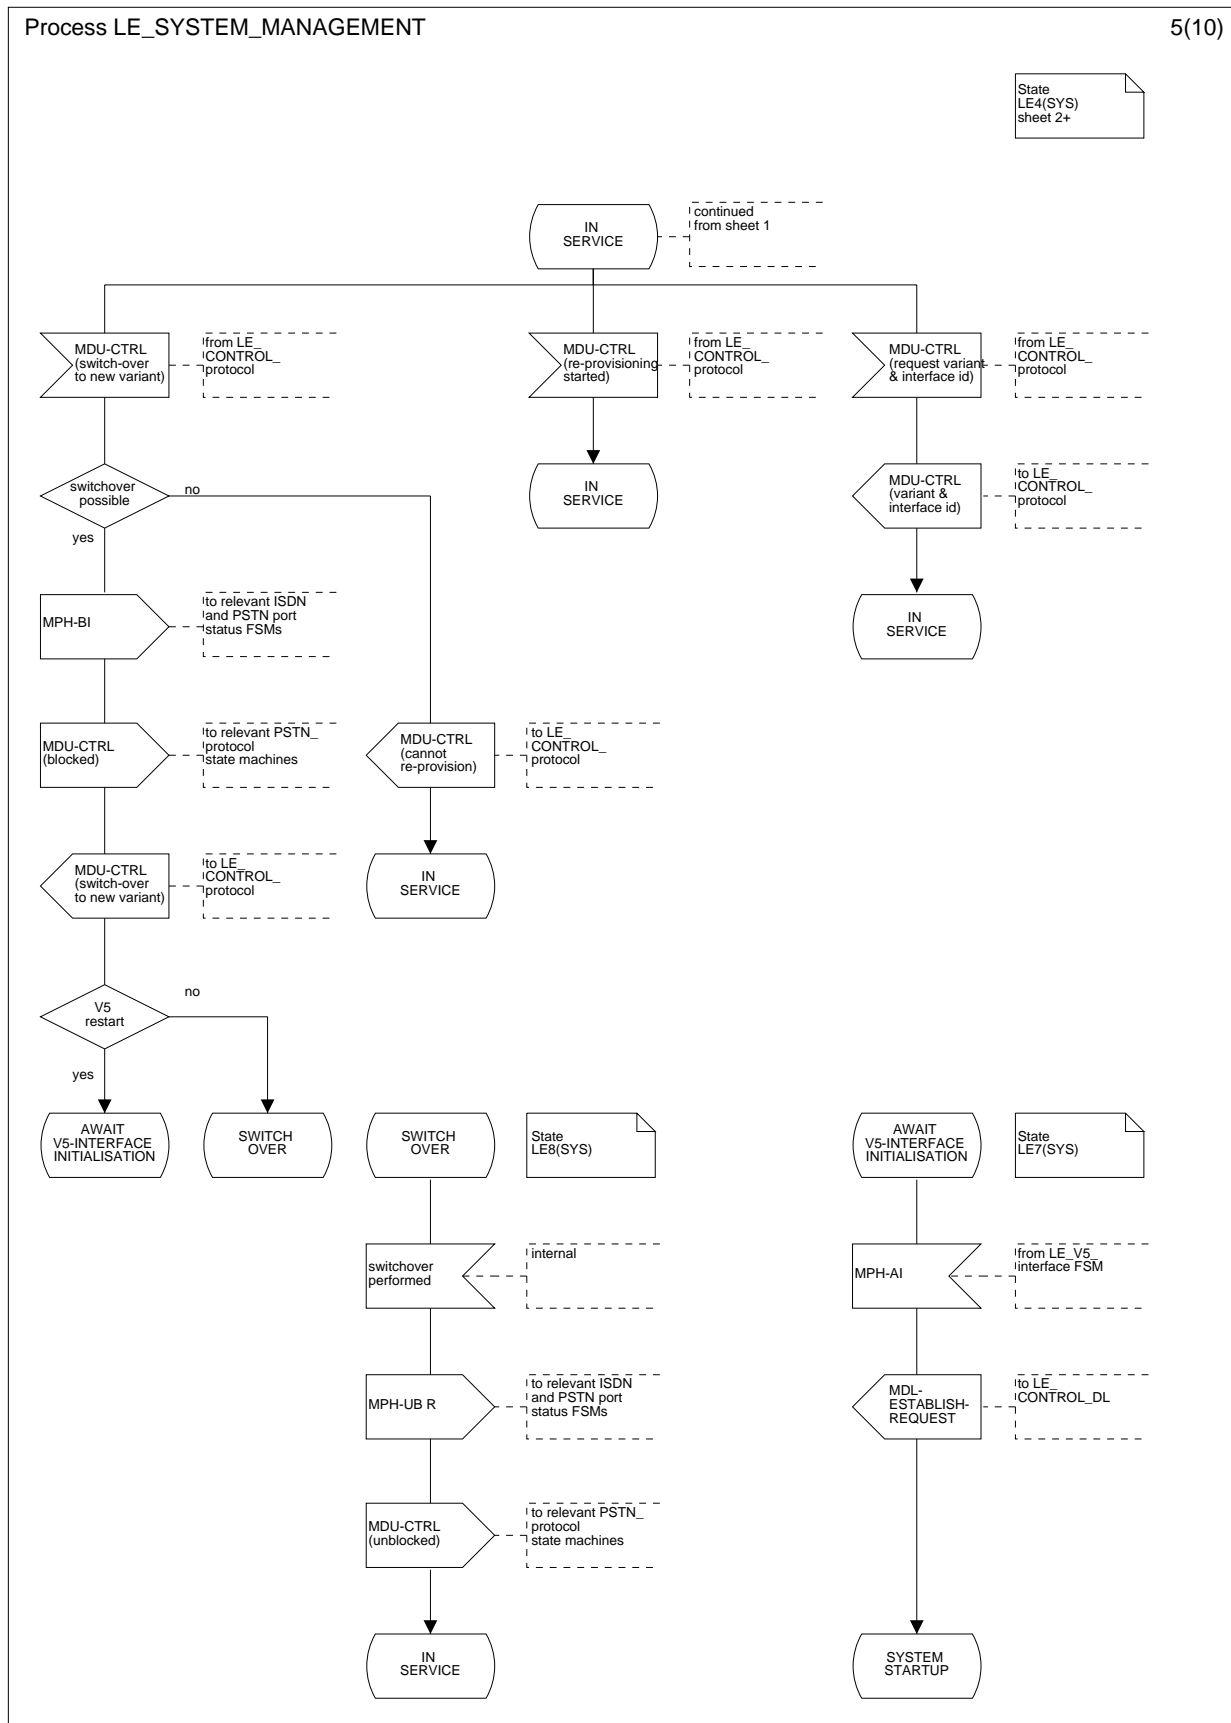 Process LE_SYSTEM_MANAGEMENT
5(10)
State
LE4(SYS)
sheet 2+
IN
SERVICE
continued
from sheet 1
MDU-CTRL
(switch-over
to new variant)
from LE_
CONTROL_
protocol
MDU-CTRL
(re-provisioning
started)
from LE_
CONTROL_
protocol
MDU-CTRL
(request variant
& interface id)
from LE_
CONTROL_
protocol
switchover
possible
no
yes
IN
SERVICE
MDU-CTRL
(variant &
interface id)
to LE_
CONTROL_
protocol
MPH-BI
to relevant ISDN
and PSTN port
status FSMs
IN
SERVICE
MDU-CTRL
(blocked)
to relevant PSTN_
protocol
state machines
MDU-CTRL
(cannot
re-provision)
to LE_
CONTROL_
protocol
MDU-CTRL
(switch-over
to new variant)
to LE_
CONTROL_
protocol
IN
SERVICE
V5
restart
no
yes
AWAIT
V5-INTERFACE
INITIALISATION
SWITCH
OVER
SWITCH
OVER
State
LE8(SYS)
AWAIT
V5-INTERFACE
INITIALISATION
State
LE7(SYS)
switchover
performed
internal
MPH-AI
from LE_V5_
interface FSM
MPH-UB R
to relevant ISDN
and PSTN port
status FSMs
MDL-
ESTABLISH-
REQUEST
to LE_
CONTROL_DL
MDU-CTRL
(unblocked)
to relevant PSTN_
protocol
state machines
IN
SERVICE
SYSTEM
STARTUP